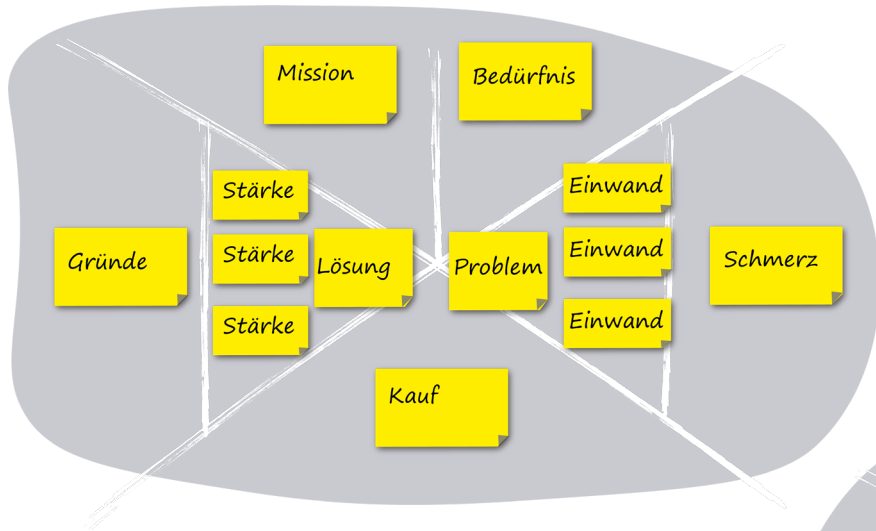 Mission
Bedürfnis
Stärke
Einwand
Gründe
Stärke
Lösung
Problem
Einwand
Schmerz
Stärke
Einwand
Kauf